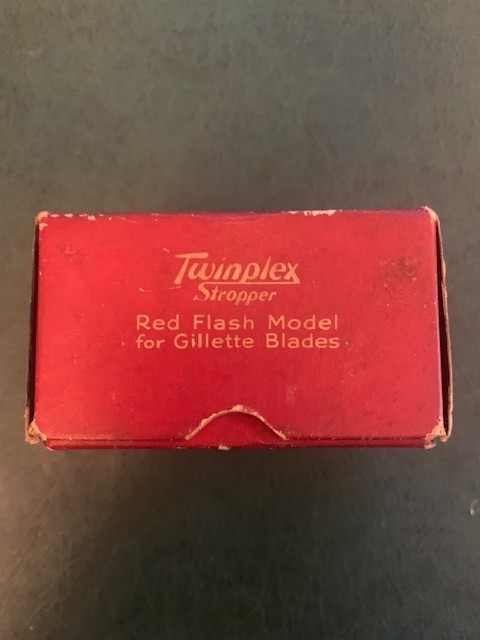 Twinplex
Stropper
Red Flash Model
for Gillette Blades